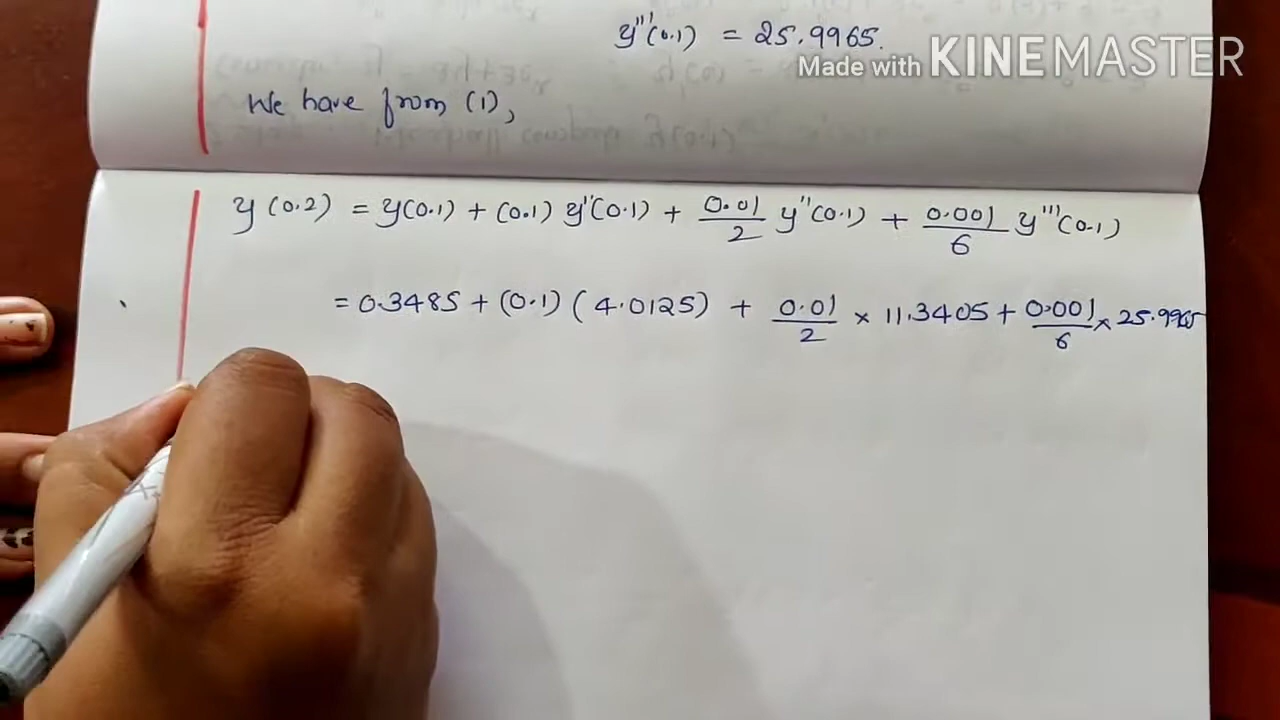 y'''(0.1) = 25.9965.
Made with KINEMASTER
We have from (1),
y(0.2) = y(0.1) + (0.1) y'(0.1) + 0.01/2 y''(0.1) + 0.001/6 y'''(0.1)
= 0.3485 + (0.1) (4.0125) + 0.01/2 × 11.3405 + 0.001/6 × 25.9965